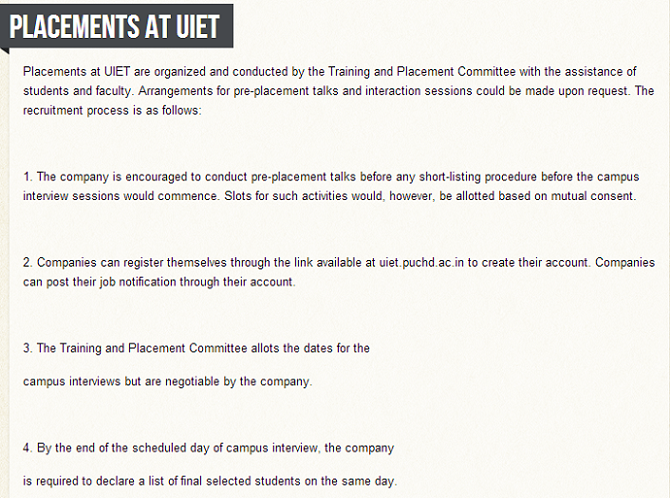 PLACEMENTS AT UIET
Placements at UIET are organized and conducted by the Training and Placement Committee with the assistance of
students and faculty. Arrangements for pre-placement talks and interaction sessions could be made upon request. The
recruitment process is as follows:
1. The company is encouraged to conduct pre-placement talks before any short-listing procedure before the campus
interview sessions would commence. Slots for such activities would, however, be allotted based on mutual consent.
2. Companies can register themselves through the link available at uiet.puchd.ac.in to create their account. Companies
can post their job notification through their account.
3. The Training and Placement Committee allots the dates for the
campus interviews but are negotiable by the company.
4. By the end of the scheduled day of campus interview, the company
is required to declare a list of final selected students on the same day.